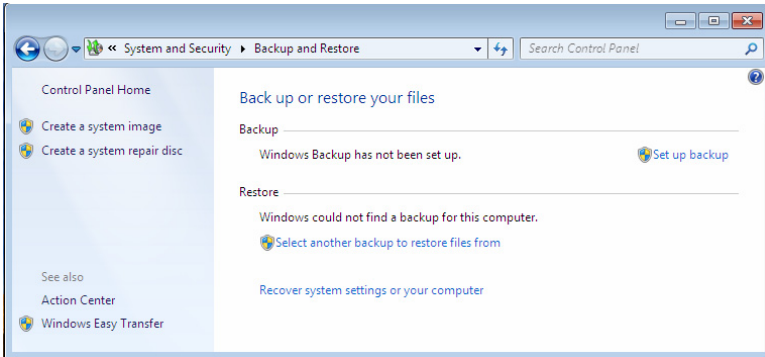 « System and Security ▸ Backup and Restore
Search Control Panel
Control Panel Home
Create a system image
Create a system repair disc
See also
Action Center
Windows Easy Transfer
Back up or restore your files
Backup
Windows Backup has not been set up.
Set up backup
Restore
Windows could not find a backup for this computer.
Select another backup to restore files from
Recover system settings or your computer